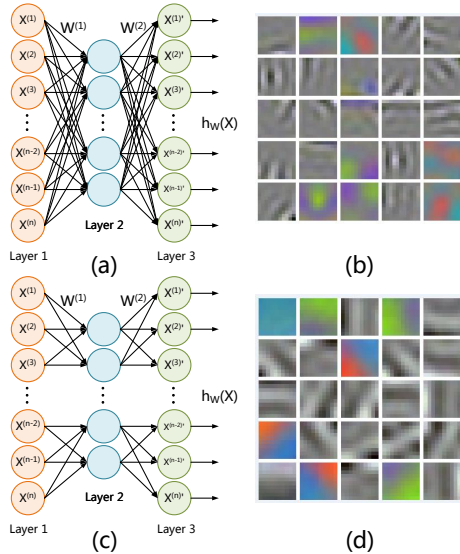 X(1) W(1) W(2) X(1)'
X(2) X(2)'
X(3) X(3)'
hW(X)
X(n-2) X(n-2)'
X(n-1) X(n-1)'
X(n) X(n)'
Layer 2
Layer 1 Layer 3
(a) (b)
X(1) W(1) W(2) X(1)'
X(2) X(2)'
X(3) X(3)'
hW(X)
X(n-2) X(n-2)'
X(n-1) X(n-1)'
X(n) X(n)'
Layer 2
Layer 1 Layer 3
(c) (d)